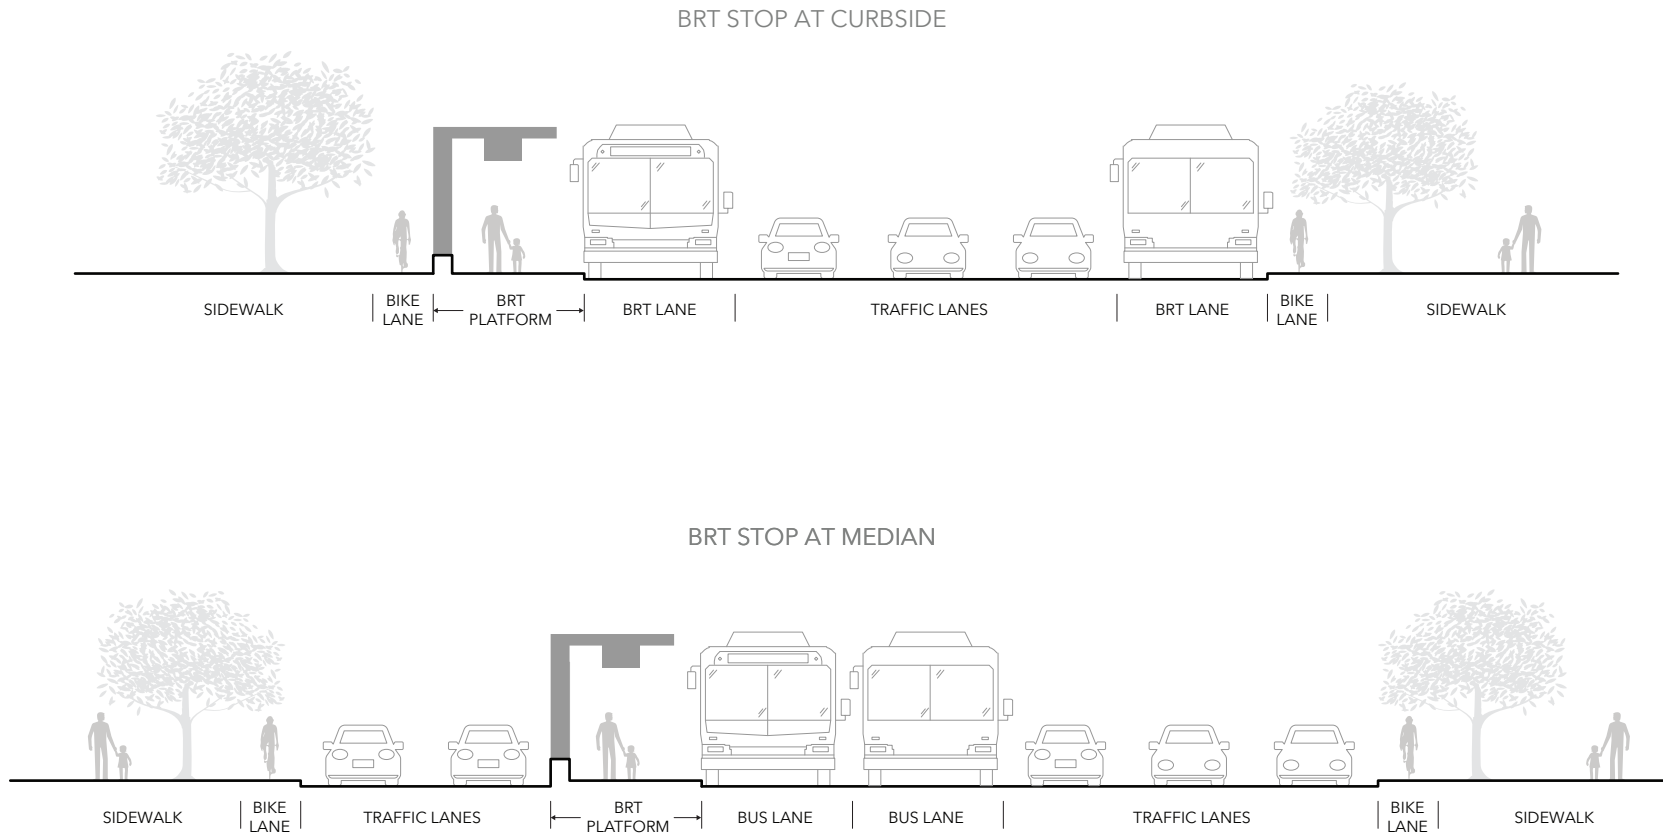 BRT STOP AT CURBSIDE
SIDEWALK
BIKE
LANE
BRT
PLATFORM
BRT LANE
TRAFFIC LANES
BRT LANE
BIKE
LANE
SIDEWALK
BRT STOP AT MEDIAN
SIDEWALK
BIKE
LANE
TRAFFIC LANES
BRT
PLATFORM
BUS LANE
BUS LANE
TRAFFIC LANES
BIKE
LANE
SIDEWALK